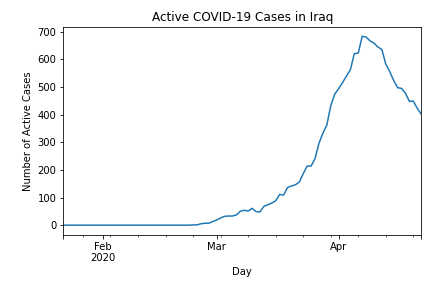 Active COVID-19 Cases in Iraq
Number of Active Cases
700
600
500
400
300
200
100
0
Feb
2020
Mar
Apr
Day